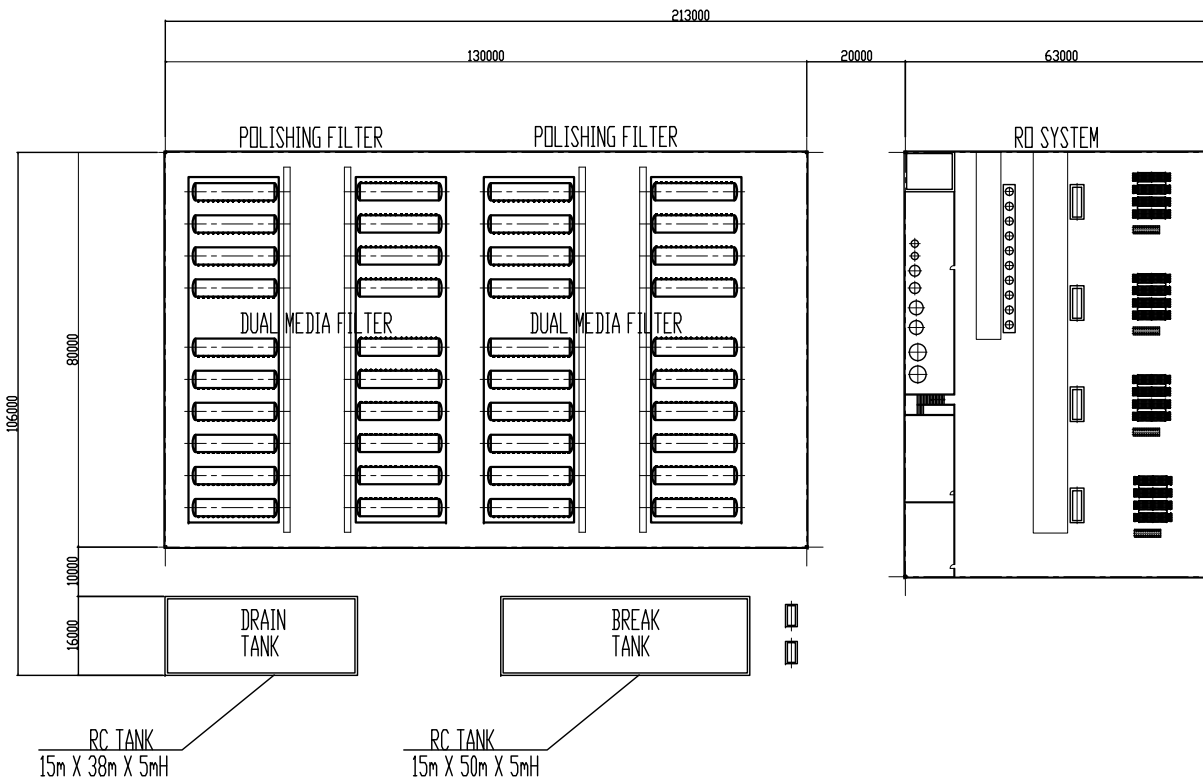 213000
130000
20000
63000
POLISHING FILTER
POLISHING FILTER
RO SYSTEM
DUAL MEDIA FILTER
DUAL MEDIA FILTER
80000
106000
10000
16000
DRAIN
TANK
BREAK
TANK
RC TANK
15m X 38m X 5mH
RC TANK
15m X 50m X 5mH